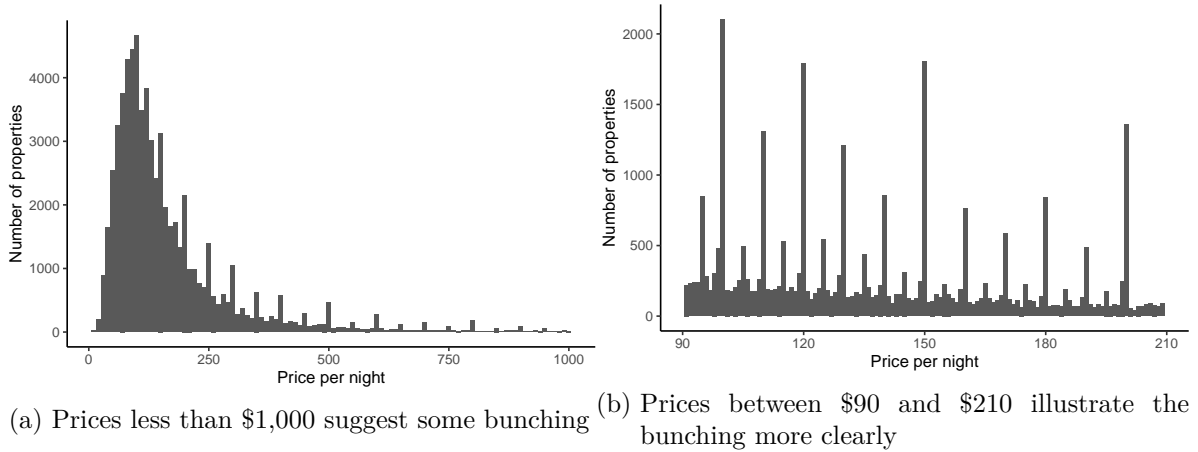 Number of properties
4000
3000
2000
1000
0
0
250
500
750
1000
Price per night
(a) Prices less than $1,000 suggest some bunching
Number of properties
2000
1500
1000
500
0
90
120
150
180
210
Price per night
(b) Prices between $90 and $210 illustrate the
bunching more clearly